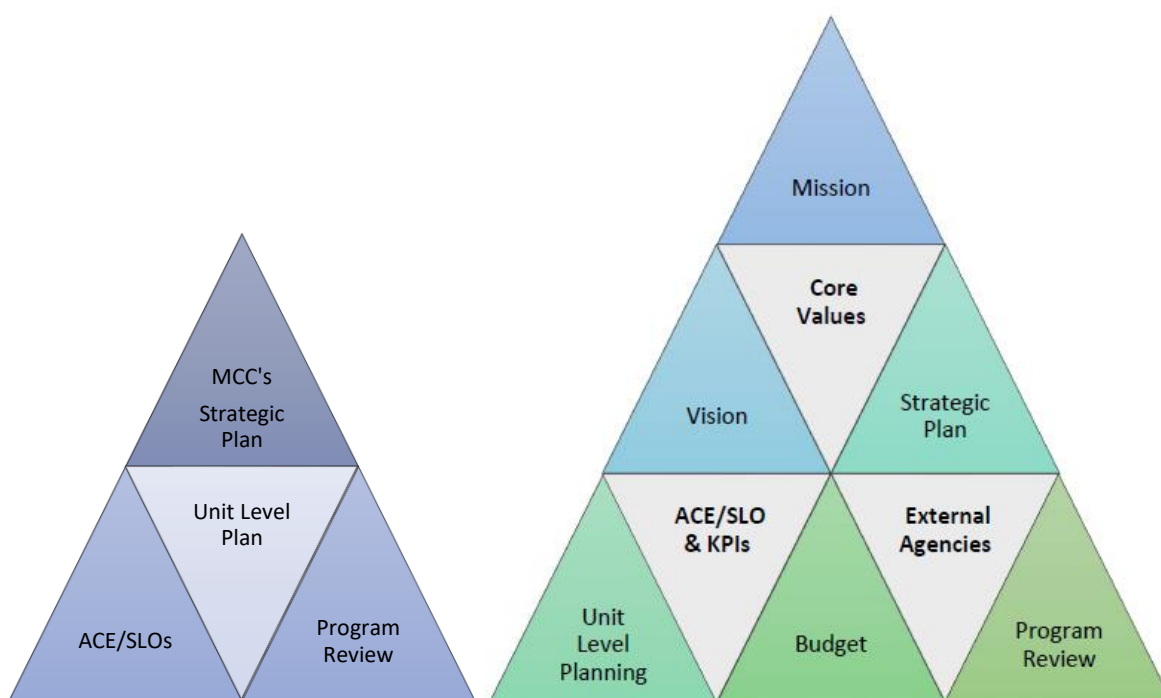 MCC's
Strategic
Plan
Unit Level
Plan
ACE/SLOs
Program
Review
Mission
Core
Values
Vision
Strategic
Plan
ACE/SLO
& KPIs
External
Agencies
Unit
Level
Planning
Budget
Program
Review